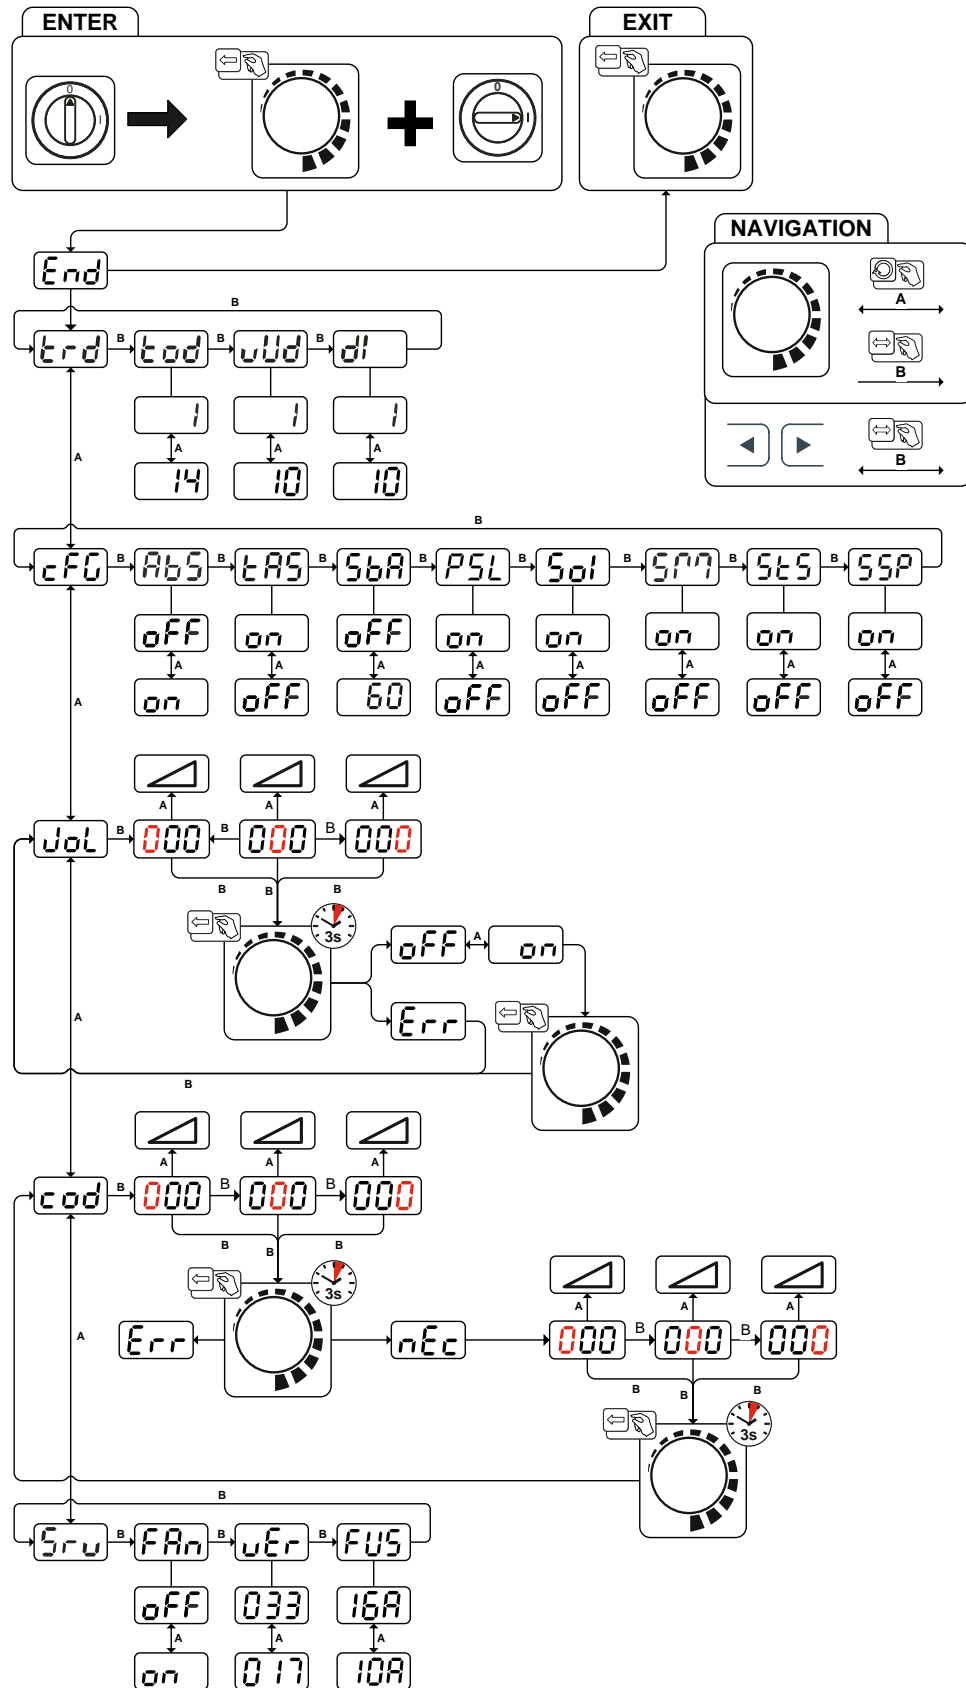 ENTER EXIT
0 I 0 I
NAVIGATION
A
B
B
End
B
trd B tod B uUd B dI
1 1 1
A A A A
14 10 10
B
cFG B AbS B tAS B SbA B PSL B SoI B SM B StS B SSP
oFF on oFF on on on on on
A A A A A A A A
on oFF 60 oFF oFF oFF oFF oFF
A
A A A
JoL B 000 B 000 B 000
B B B
3s
oFF A on
A
Err
B
A A A
cod B 000 B 000 B 000
B B B
3s
A A A
A Err nEc 000 B 000 B 000
B B B
3s
B
Sru B FAn B uEr B FUS
oFF 033 16A
A A A
on 017 10A